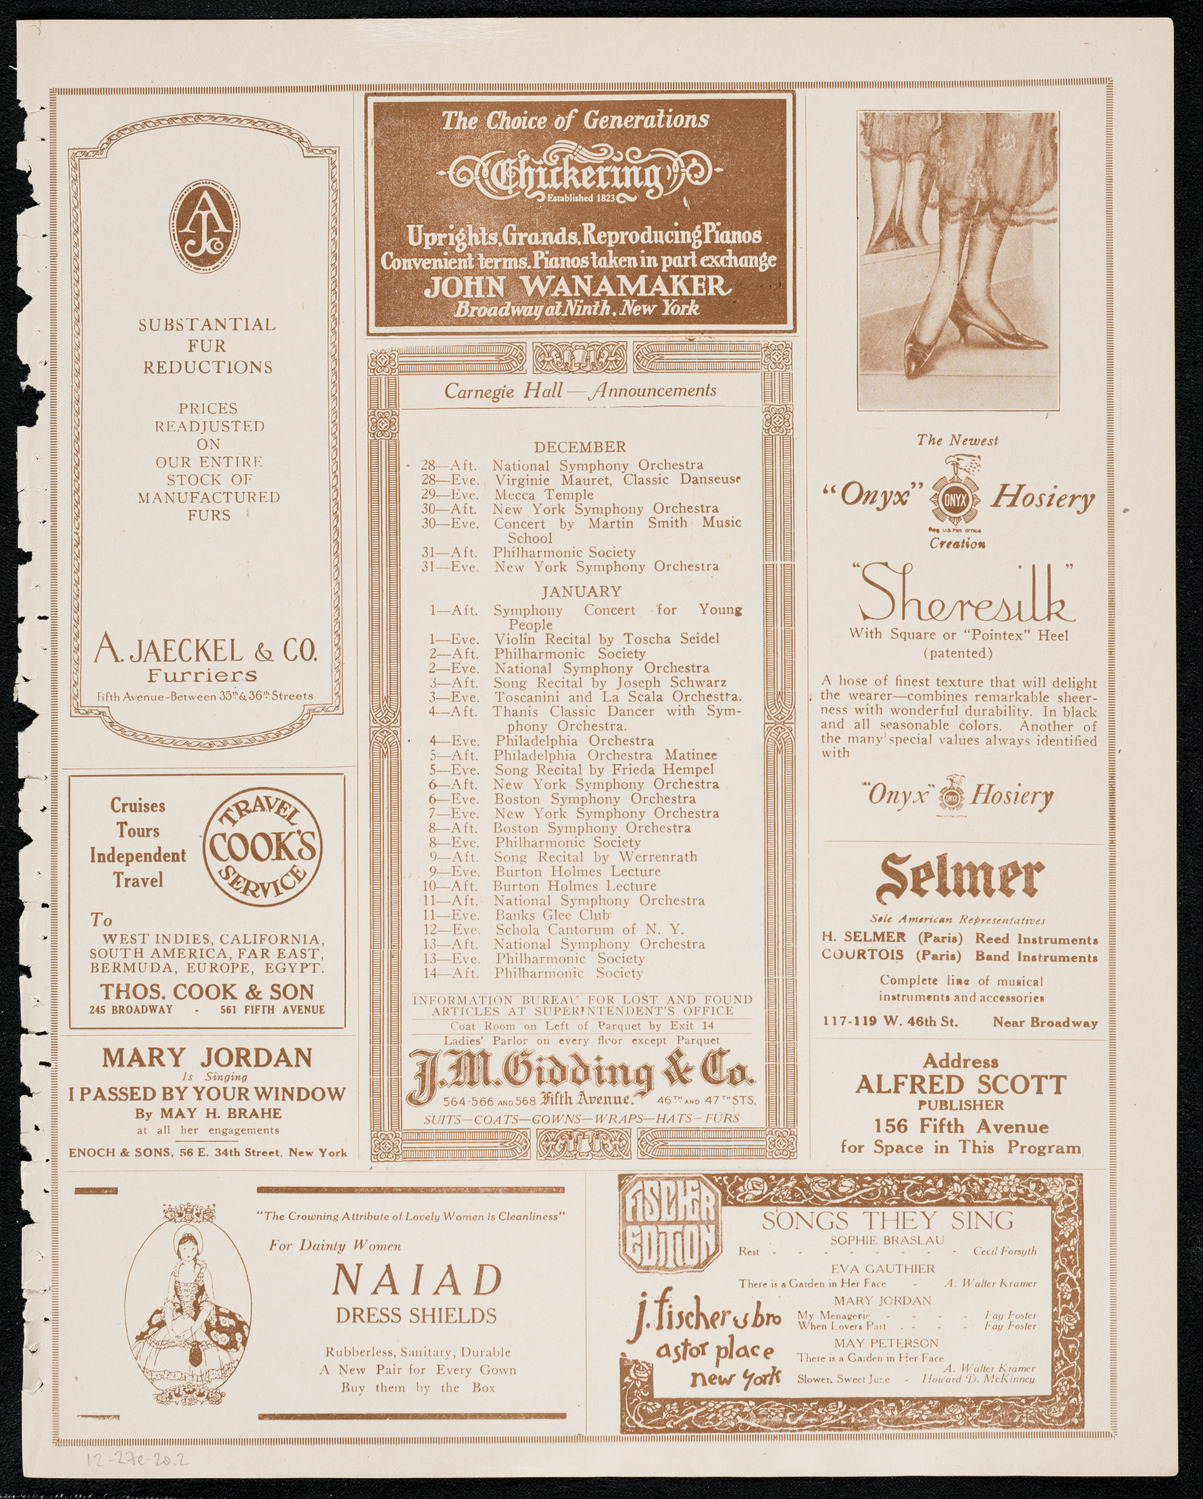 AJCo
SUBSTANTIAL
FUR
REDUCTIONS
PRICES
READJUSTED
ON
OUR ENTIRE
STOCK OF
MANUFACTURED
FURS
A. JAECKEL & CO.
Furriers
Fifth Avenue-Between 35th & 36th Streets
Cruises
Tours
Independent
Travel
TRAVEL
COOK'S
SERVICE
To
WEST INDIES, CALIFORNIA,
SOUTH AMERICA, FAR EAST,
BERMUDA, EUROPE, EGYPT.
THOS. COOK & SON
245 BROADWAY - 561 FIFTH AVENUE
MARY JORDAN
Is Singing
I PASSED BY YOUR WINDOW
By MAY H. BRAHE
at all her engagements
ENOCH & SONS, 56 E. 34th Street, New York
The Choice of Generations
Chickering
Established 1823
Uprights, Grands, Reproducing Pianos
Convenient terms. Pianos taken in part exchange
JOHN WANAMAKER
Broadway at Ninth, New York
Carnegie Hall — Announcements
DECEMBER
28—Aft. National Symphony Orchestra
28—Eve. Virginie Mauret, Classic Danseuse
29—Eve. Mecca Temple
30—Aft. New York Symphony Orchestra
30—Eve. Concert by Martin Smith Music
School
31—Aft. Philharmonic Society
31—Eve. New York Symphony Orchestra
JANUARY
1—Aft. Symphony Concert for Young
People
1—Eve. Violin Recital by Toscha Seidel
2—Aft. Philharmonic Society
2—Eve. National Symphony Orchestra
3—Aft. Song Recital by Joseph Schwarz
3—Eve. Toscanini and La Scala Orchestra.
4—Aft. Thanis Classic Dancer with Sym-
phony Orchestra.
4—Eve. Philadelphia Orchestra
5—Aft. Philadelphia Orchestra Matinee
5—Eve. Song Recital by Frieda Hempel
6—Aft. New York Symphony Orchestra
6—Eve. Boston Symphony Orchestra
7—Eve. New York Symphony Orchestra
8—Aft. Boston Symphony Orchestra
8—Eve. Philharmonic Society
9—Aft. Song Recital by Werrenrath
9—Eve. Burton Holmes Lecture
10—Aft. Burton Holmes Lecture
11—Aft. National Symphony Orchestra
11—Eve. Banks Glee Club
12—Eve. Schola Cantorum of N. Y.
13—Aft. National Symphony Orchestra
13—Eve. Philharmonic Society
14—Aft. Philharmonic Society
INFORMATION BUREAU FOR LOST AND FOUND
ARTICLES AT SUPERINTENDENT'S OFFICE
Coat Room on Left of Parquet by Exit 14
Ladies' Parlor on every floor except Parquet
J.M. Gidding & Co.
564-566 AND 568 Fifth Avenue. 46TH AND 47TH STS.
SUITS—COATS—GOWNS—WRAPS—HATS—FURS
The Newest
"Onyx" ONYX Hosiery
Reg. U.S. Pat. Office
Creation
"Sheresilk"
With Square or "Pointex" Heel
(patented)
A hose of finest texture that will delight
the wearer—combines remarkable sheer-
ness with wonderful durability. In black
and all seasonable colors. Another of
the many special values always identified
with
"Onyx" Hosiery
Selmer
Sole American Representatives
H. SELMER (Paris) Reed Instruments
COURTOIS (Paris) Band Instruments
Complete line of musical
instruments and accessories
117-119 W. 46th St. Near Broadway
Address
ALFRED SCOTT
PUBLISHER
156 Fifth Avenue
for Space in This Program
"The Crowning Attribute of Lovely Women is Cleanliness"
For Dainty Women
NAIAD
DRESS SHIELDS
Rubberless, Sanitary, Durable
A New Pair for Every Gown
Buy them by the Box
FISCHER
EDITION
j. fischer & bro
astor place
new york
SONGS THEY SING
SOPHIE BRASLAU
Rest - - - - - - - - Cecil Forsyth
EVA GAUTHIER
There is a Garden in Her Face - A. Walter Kramer
MARY JORDAN
My Menagerie - - - - - Fay Foster
When Lovers Part - - - - Fay Foster
MAY PETERSON
There is a Garden in Her Face
A. Walter Kramer
Slower, Sweet June - Howard D. McKinney
12-27e-20.2